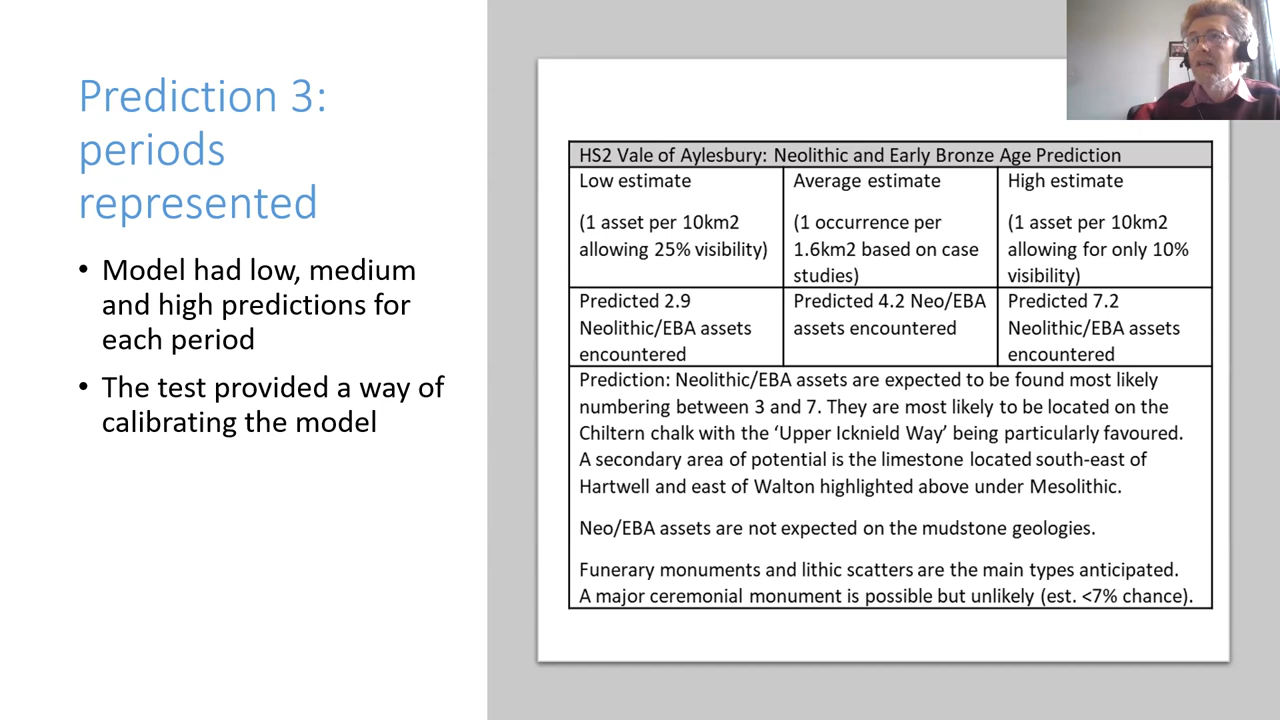 Prediction 3:
periods
represented
• Model had low, medium
and high predictions for
each period
• The test provided a way of
calibrating the model
HS2 Vale of Aylesbury: Neolithic and Early Bronze Age Prediction
Low estimate
(1 asset per 10km2
allowing 25% visibility)
Average estimate
(1 occurrence per
1.6km2 based on case
studies)
High estimate
(1 asset per 10km2
allowing for only 10%
visibility)
Predicted 2.9
Neolithic/EBA assets
encountered
Predicted 4.2 Neo/EBA
assets encountered
Predicted 7.2
Neolithic/EBA assets
encountered
Prediction: Neolithic/EBA assets are expected to be found most likely
numbering between 3 and 7. They are most likely to be located on the
Chiltern chalk with the ‘Upper Icknield Way’ being particularly favoured.
A secondary area of potential is the limestone located south-east of
Hartwell and east of Walton highlighted above under Mesolithic.
Neo/EBA assets are not expected on the mudstone geologies.
Funerary monuments and lithic scatters are the main types anticipated.
A major ceremonial monument is possible but unlikely (est. <7% chance).